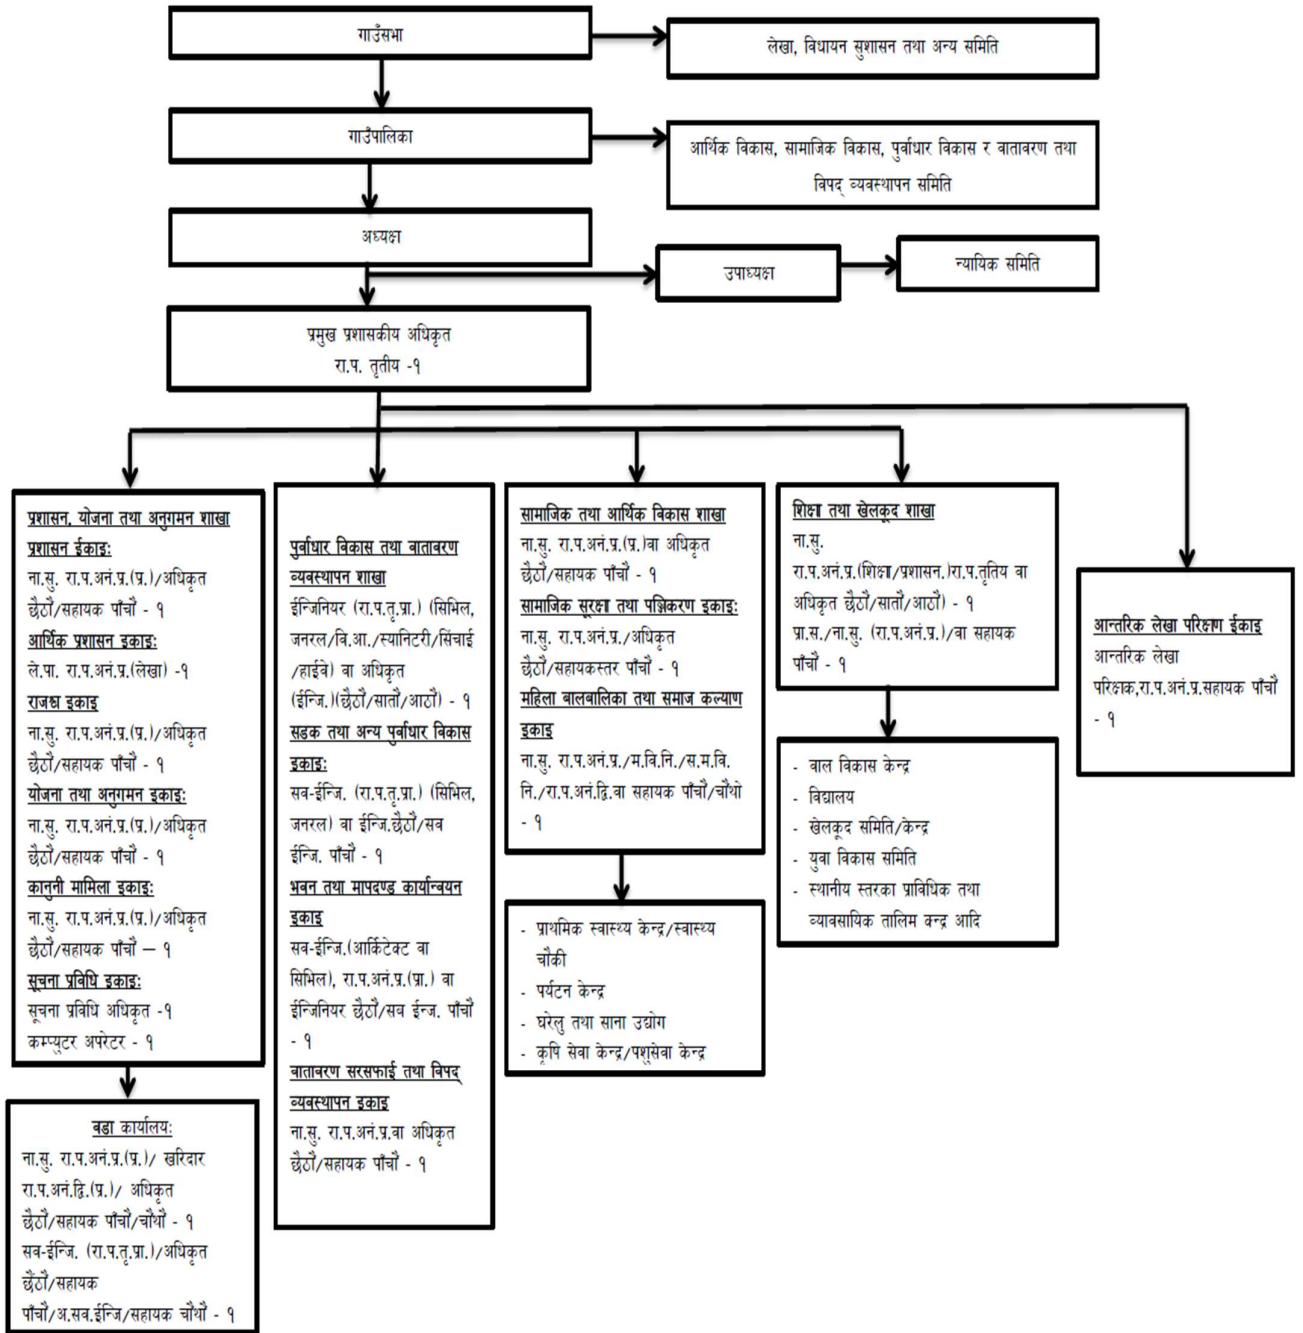 गाउँसभा
लेखा, विधायन सुशासन तथा अन्य समिति
गाउँपालिका
आर्थिक विकास, सामाजिक विकास, पुर्वाधार विकास र वातावरण तथा
विपद् व्यवस्थापन समिति
अध्यक्ष
उपाध्यक्ष
न्यायिक समिति
प्रमुख प्रशासकीय अधिकृत
रा.प. तृतीय -१
प्रशासन, योजना तथा अनुगमन शाखा
प्रशासन ईकाइः
ना.सु. रा.प.अनं.प्र.(प्र.)/अधिकृत
छैठौं/सहायक पाँचौं - १
आर्थिक प्रशासन इकाइः
ले.पा. रा.प.अनं.प्र.(लेखा) -१
राजश्व इकाइ
ना.सु. रा.प.अनं.प्र.(प्र.)/अधिकृत
छैठौं/सहायक पाँचौं - १
योजना तथा अनुगमन इकाइः
ना.सु. रा.प.अनं.प्र.(प्र.)/अधिकृत
छैठौं/सहायक पाँचौं - १
कानुनी मामिला इकाइः
ना.सु. रा.प.अनं.प्र.(प्र.)/अधिकृत
छैठौं/सहायक पाँचौं – १
सूचना प्रविधि इकाइः
सूचना प्रविधि अधिकृत -१
कम्प्युटर अपरेटर - १
वडा कार्यालयः
ना.सु. रा.प.अनं.प्र.(प्र.)/ खरिदार
रा.प.अनं.द्वि.(प्र.)/ अधिकृत
छैठौं/सहायक पाँचौं/चौथौं - १
सव-ईन्जि. (रा.प.तृ.प्रा.)/अधिकृत
छैठौं/सहायक
पाँचौं/अ.सव.ईन्जि/सहायक चौथौं - १
पुर्वाधार विकास तथा वातावरण
व्यवस्थापन शाखा
ईन्जिनियर (रा.प.तृ.प्रा.) (सिभिल,
जनरल/वि.आ./स्यानिटरी/सिंचाई
/हाईवे) वा अधिकृत
(ईन्जि.)(छैठौं/सातौं/आठौं) - १
सडक तथा अन्य पुर्वाधार विकास
इकाइः
सव-ईन्जि. (रा.प.तृ.प्रा.) (सिभिल,
जनरल) वा ईन्जि.छैठौं/सव
ईन्जि. पाँचौं - १
भवन तथा मापदण्ड कार्यान्वयन
इकाइ
सव-ईन्जि.(आर्किटेक्ट वा
सिभिल), रा.प.अनं.प्र.(प्रा.) वा
ईन्जिनियर छैठौं/सव ईन्ज. पाँचौं
- १
वातावरण सरसफाई तथा विपद्
व्यवस्थापन इकाइ
ना.सु. रा.प.अनं.प्र.वा अधिकृत
छैठौं/सहायक पाँचौं - १
सामाजिक तथा आर्थिक विकास शाखा
ना.सु. रा.प.अनं.प्र.(प्र.)वा अधिकृत
छैठौं/सहायक पाँचौं - १
सामाजिक सूरक्षा तथा पञ्जिकरण इकाइः
ना.सु. रा.प.अनं.प्र./अधिकृत
छैठौं/सहायकस्तर पाँचौं - १
महिला बालबालिका तथा समाज कल्याण
इकाइ
ना.सु. रा.प.अनं.प्र./म.वि.नि./स.म.वि.
नि./रा.प.अनं.द्वि.वा सहायक पाँचौं/चौथो
- १
- प्राथमिक स्वास्थ्य केन्द्र/स्वास्थ्य
चौकी
- पर्यटन केन्द्र
- घरेलु तथा साना उद्योग
- कृषि सेवा केन्द्र/पशुसेवा केन्द्र
शिक्षा तथा खेलकूद शाखा
ना.सु.
रा.प.अनं.प्र.(शिक्षा/प्रशासन.)रा.प.तृतिय वा
अधिकृत छैठौं/सातौं/आठौं) - १
प्रा.स./ना.सु. (रा.प.अनं.प्र.)/वा सहायक
पाँचौं - १
- वाल विकास केन्द्र
- विद्यालय
- खेलकूद समिति/केन्द्र
- युवा विकास समिति
- स्थानीय स्तरका प्राविधिक तथा
व्यावसायिक तालिम कन्द्र आदि
आन्तरिक लेखा परिक्षण ईकाइ
आन्तरिक लेखा
परिक्षक,रा.प.अनं.प्र.सहायक पाँचौं
- १